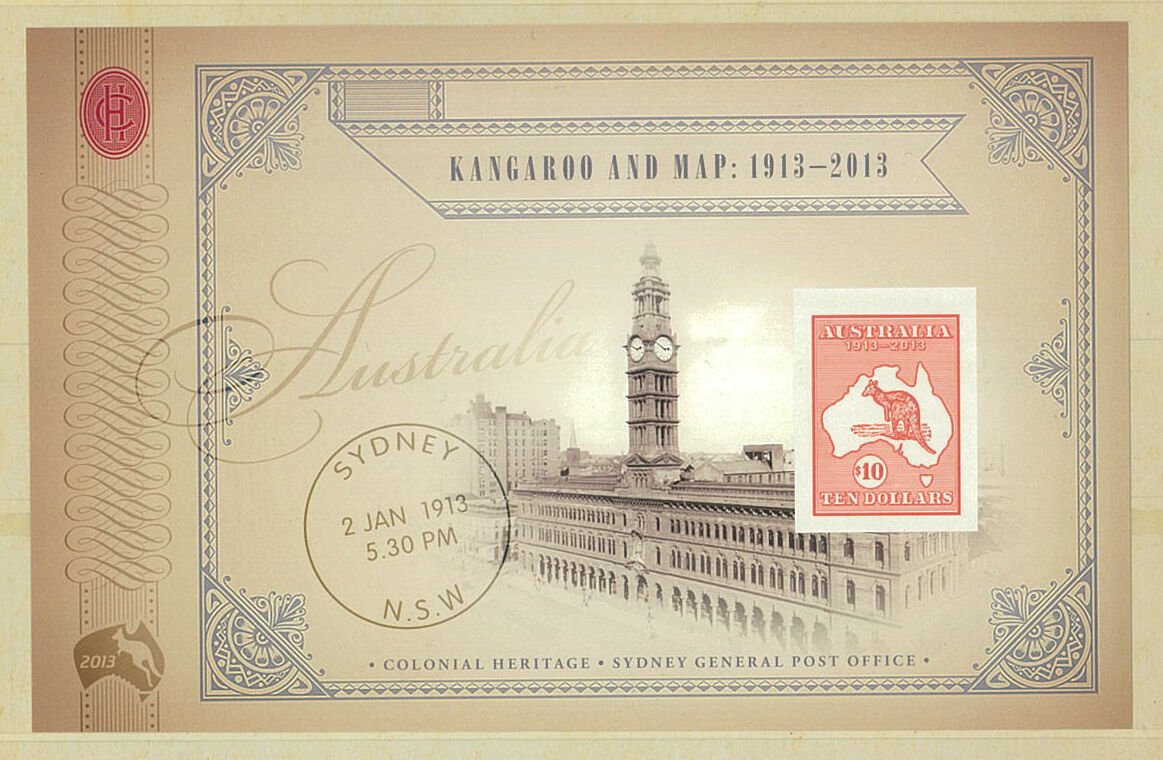 HC
KANGAROO AND MAP: 1913–2013
Australia
AUSTRALIA
1913–2013
$10
TEN DOLLARS
SYDNEY
2 JAN 1913
5.30 PM
N.S.W
2013
• COLONIAL HERITAGE • SYDNEY GENERAL POST OFFICE •